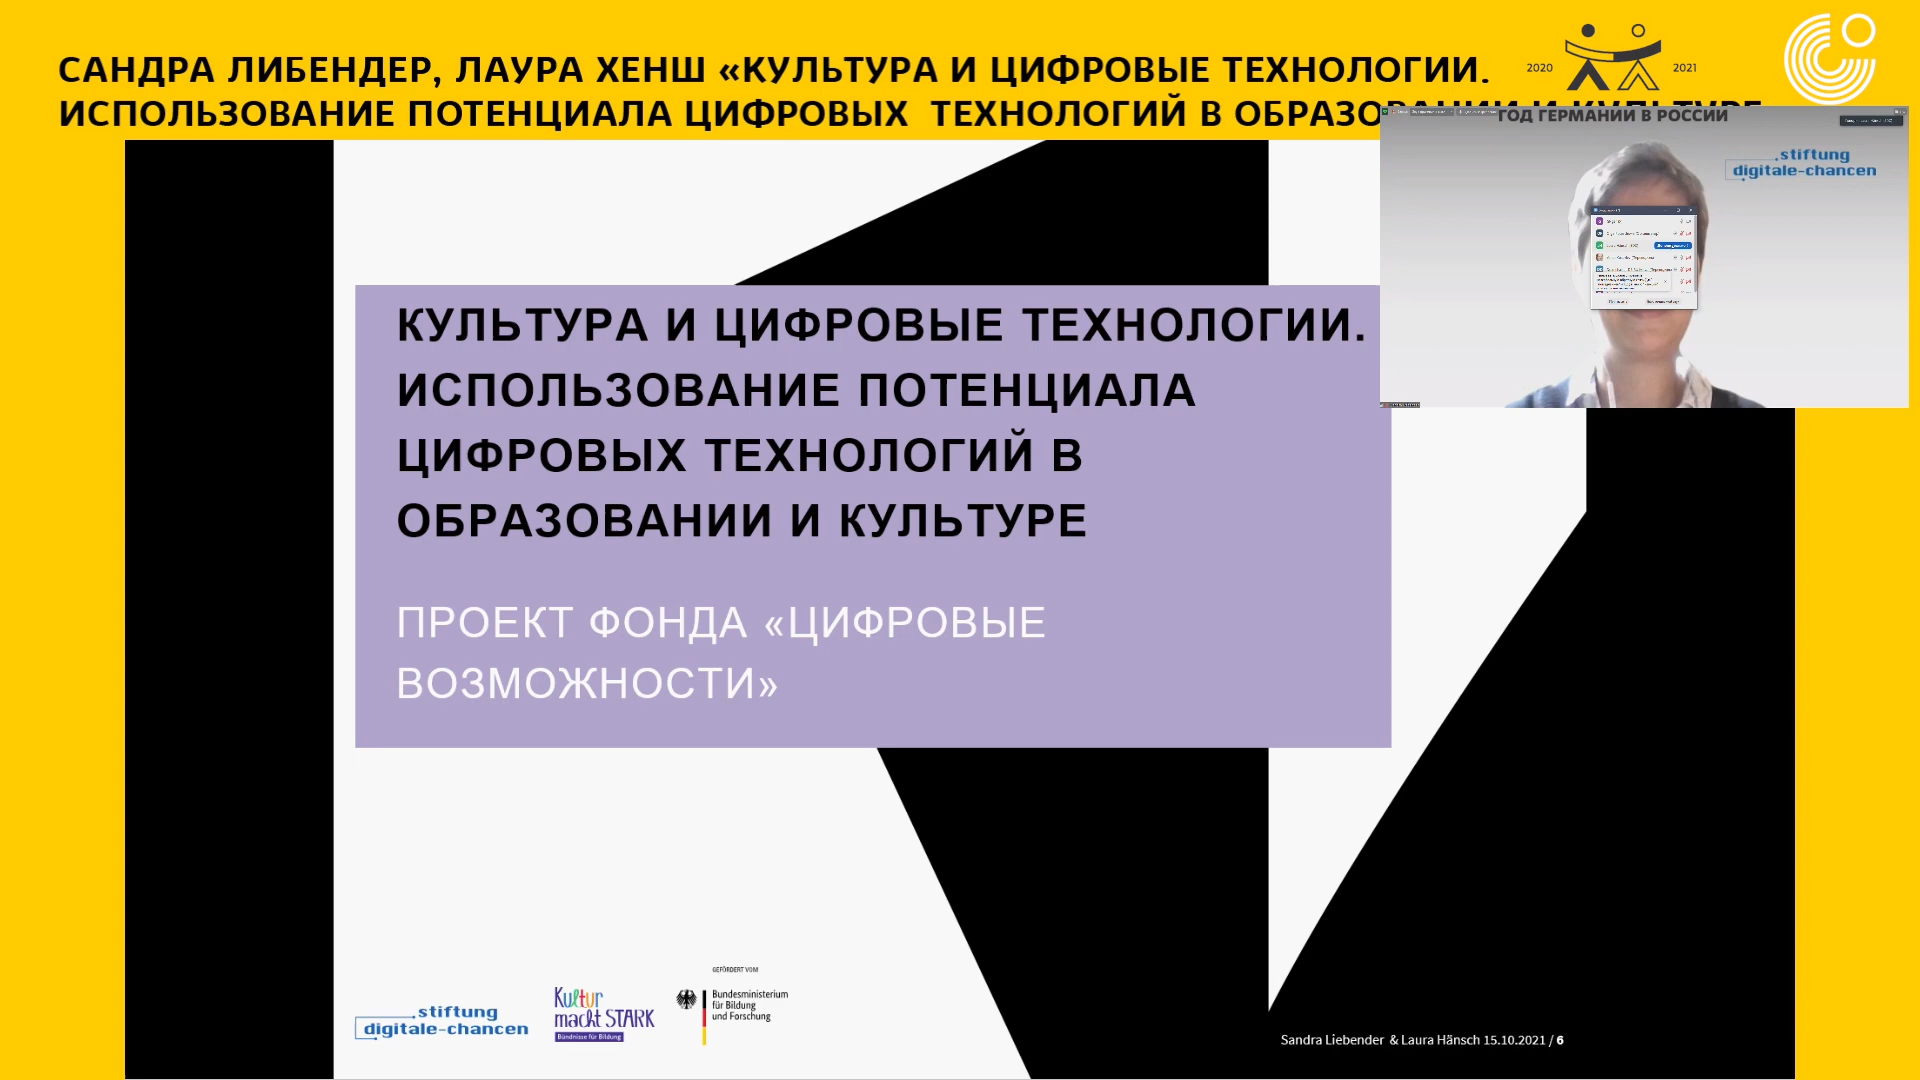 САНДРА ЛИБЕНДЕР, ЛАУРА ХЕНШ «КУЛЬТУРА И ЦИФРОВЫЕ ТЕХНОЛОГИИ.
ИСПОЛЬЗОВАНИЕ ПОТЕНЦИАЛА ЦИФРОВЫХ ТЕХНОЛОГИЙ В ОБРАЗОВАНИИ И КУЛЬТУРЕ
2020
2021
ГОД ГЕРМАНИИ В РОССИИ
stiftung
digitale-chancen
КУЛЬТУРА И ЦИФРОВЫЕ ТЕХНОЛОГИИ.
ИСПОЛЬЗОВАНИЕ ПОТЕНЦИАЛА
ЦИФРОВЫХ ТЕХНОЛОГИЙ В
ОБРАЗОВАНИИ И КУЛЬТУРЕ
ПРОЕКТ ФОНДА «ЦИФРОВЫЕ
ВОЗМОЖНОСТИ»
stiftung
digitale-chancen
Kultur
macht STARK
Bündnisse für Bildung
GEFÖRDERT VOM
Bundesministerium
für Bildung
und Forschung
Sandra Liebender & Laura Hänsch 15.10.2021 / 6